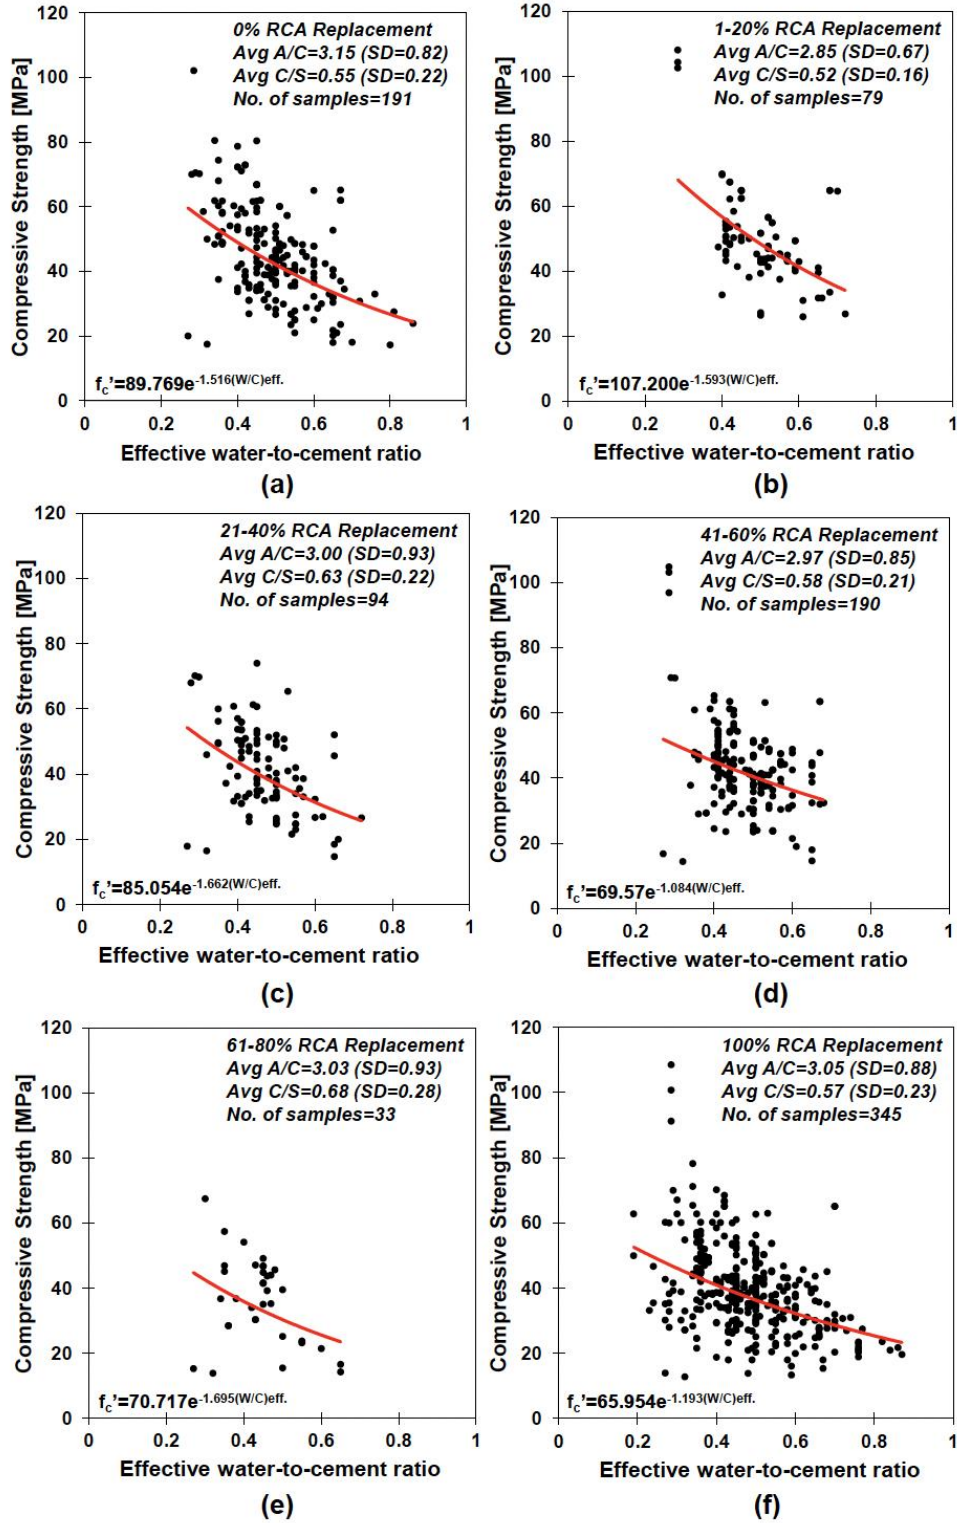 0% RCA Replacement
Avg A/C=3.15 (SD=0.82)
Avg C/S=0.55 (SD=0.22)
No. of samples=191
Compressive Strength [MPa]
120
100
80
60
40
20
0
fc’=89.769e-1.516(W/C)eff.
0 0.2 0.4 0.6 0.8 1
Effective water-to-cement ratio
(a)
1-20% RCA Replacement
Avg A/C=2.85 (SD=0.67)
Avg C/S=0.52 (SD=0.16)
No. of samples=79
Compressive Strength [MPa]
120
100
80
60
40
20
0
fc’=107.200e-1.593(W/C)eff.
0 0.2 0.4 0.6 0.8 1
Effective water-to-cement ratio
(b)
21-40% RCA Replacement
Avg A/C=3.00 (SD=0.93)
Avg C/S=0.63 (SD=0.22)
No. of samples=94
Compressive Strength [MPa]
120
100
80
60
40
20
0
fc’=85.054e-1.662(W/C)eff.
0 0.2 0.4 0.6 0.8 1
Effective water-to-cement ratio
(c)
41-60% RCA Replacement
Avg A/C=2.97 (SD=0.85)
Avg C/S=0.58 (SD=0.21)
No. of samples=190
Compressive Strength [MPa]
120
100
80
60
40
20
0
fc’=69.57e-1.084(W/C)eff.
0 0.2 0.4 0.6 0.8 1
Effective water-to-cement ratio
(d)
61-80% RCA Replacement
Avg A/C=3.03 (SD=0.93)
Avg C/S=0.68 (SD=0.28)
No. of samples=33
Compressive Strength [MPa]
120
100
80
60
40
20
0
fc’=70.717e-1.695(W/C)eff.
0 0.2 0.4 0.6 0.8 1
Effective water-to-cement ratio
(e)
100% RCA Replacement
Avg A/C=3.05 (SD=0.88)
Avg C/S=0.57 (SD=0.23)
No. of samples=345
Compressive Strength [MPa]
120
100
80
60
40
20
0
fc’=65.954e-1.193(W/C)eff.
0 0.2 0.4 0.6 0.8 1
Effective water-to-cement ratio
(f)